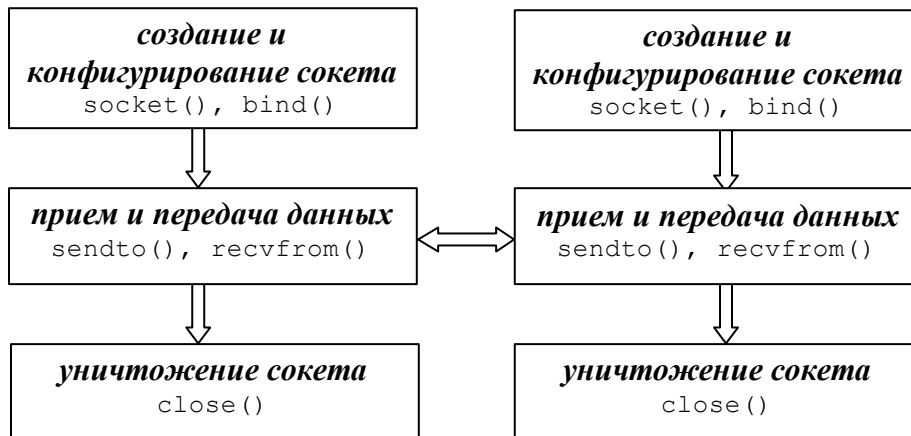 создание и
конфигурирование сокета
socket(), bind()
создание и
конфигурирование сокета
socket(), bind()
прием и передача данных
sendto(), recvfrom()
прием и передача данных
sendto(), recvfrom()
уничтожение сокета
close()
уничтожение сокета
close()